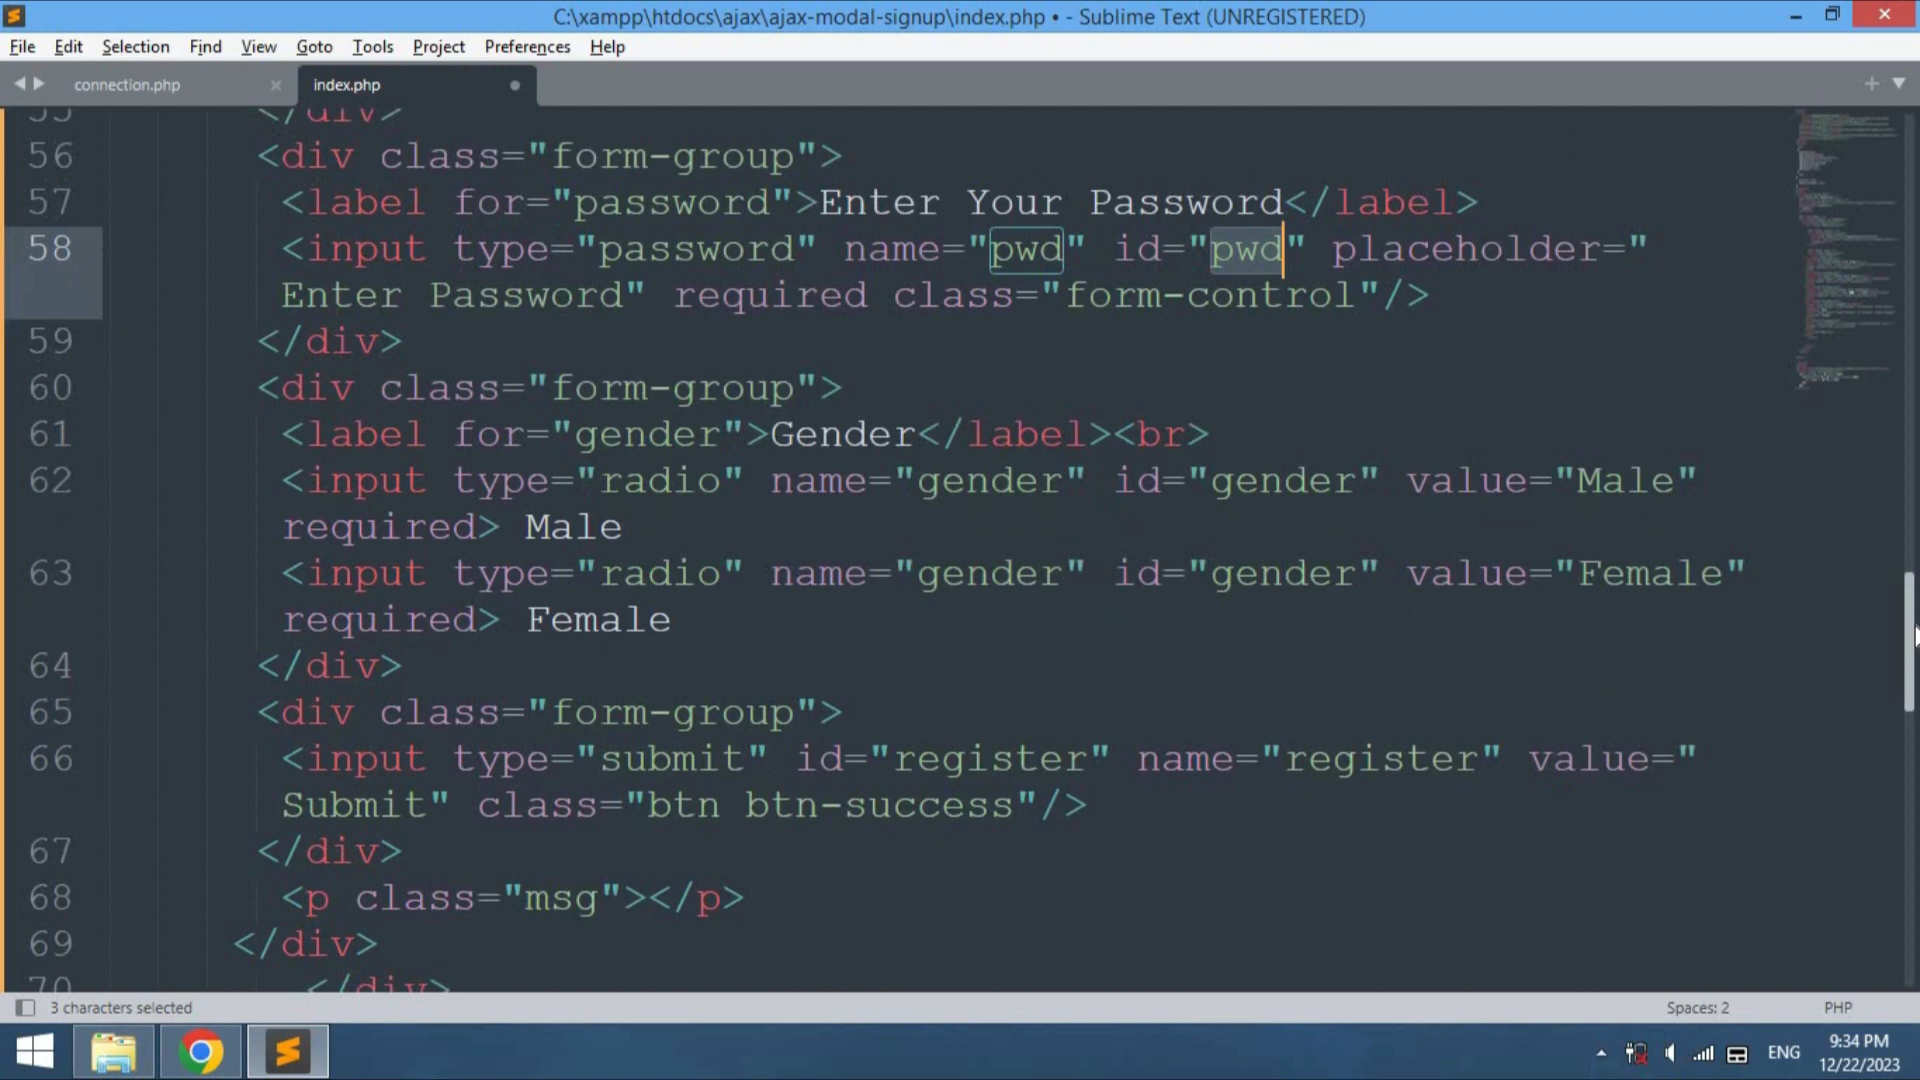 C:\xampp\htdocs\ajax\ajax-modal-signup\index.php • - Sublime Text (UNREGISTERED)
File Edit Selection Find View Goto Tools Project Preferences Help
connection.php index.php
55 </div>
56 <div class="form-group">
57 <label for="password">Enter Your Password</label>
58 <input type="password" name="pwd" id="pwd" placeholder="
Enter Password" required class="form-control"/>
59 </div>
60 <div class="form-group">
61 <label for="gender">Gender</label><br>
62 <input type="radio" name="gender" id="gender" value="Male"
required> Male
63 <input type="radio" name="gender" id="gender" value="Female"
required> Female
64 </div>
65 <div class="form-group">
66 <input type="submit" id="register" name="register" value="
Submit" class="btn btn-success"/>
67 </div>
68 <p class="msg"></p>
69 </div>
70 </div>
3 characters selected Spaces: 2 PHP
ENG 9:34 PM
12/22/2023